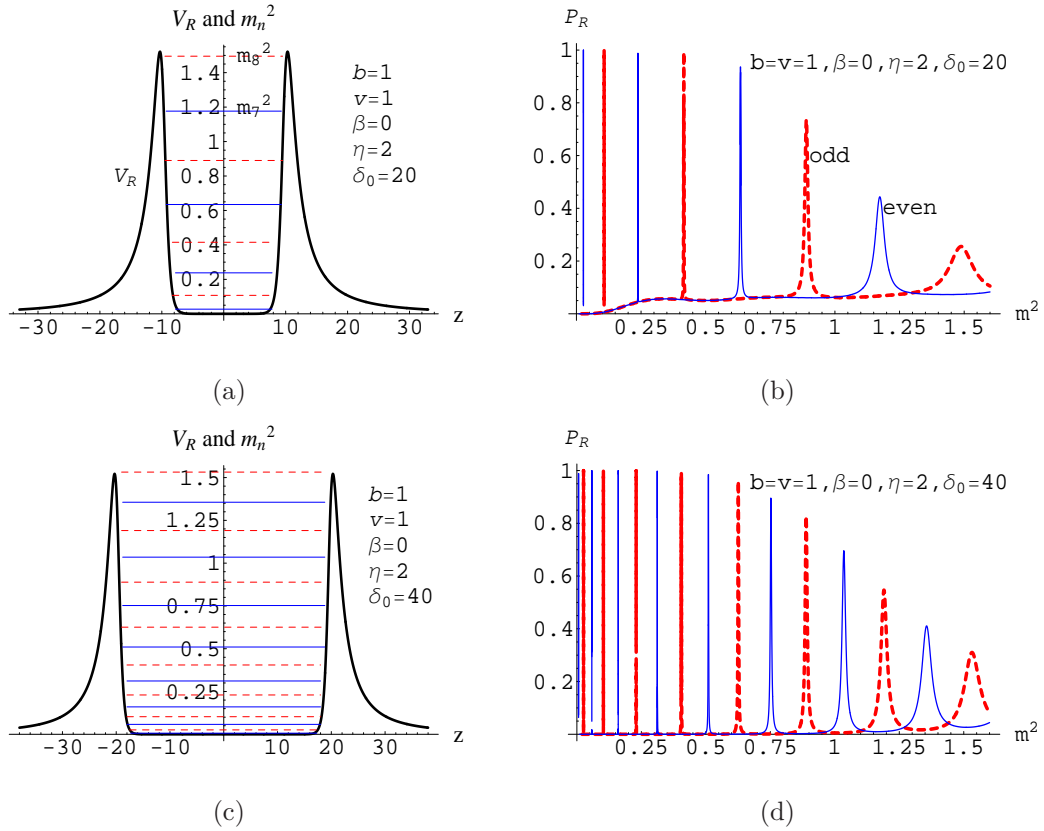 V_R and m_n^2
m_8^2
1.4
1.2
m_7^2
1
0.8
0.6
0.4
0.2
V_R
b=1
v=1
β=0
η=2
δ_0=20
-30 -20 -10 10 20 30 z
(a)
P_R
1
0.8
0.6
0.4
0.2
b=v=1,β=0,η=2,δ_0=20
odd
even
0.25 0.5 0.75 1 1.25 1.5 m^2
(b)
V_R and m_n^2
1.5
1.25
1
0.75
0.5
0.25
b=1
v=1
β=0
η=2
δ_0=40
-30 -20 -10 10 20 30 z
(c)
P_R
1
0.8
0.6
0.4
0.2
b=v=1,β=0,η=2,δ_0=40
0.25 0.5 0.75 1 1.25 1.5 m^2
(d)